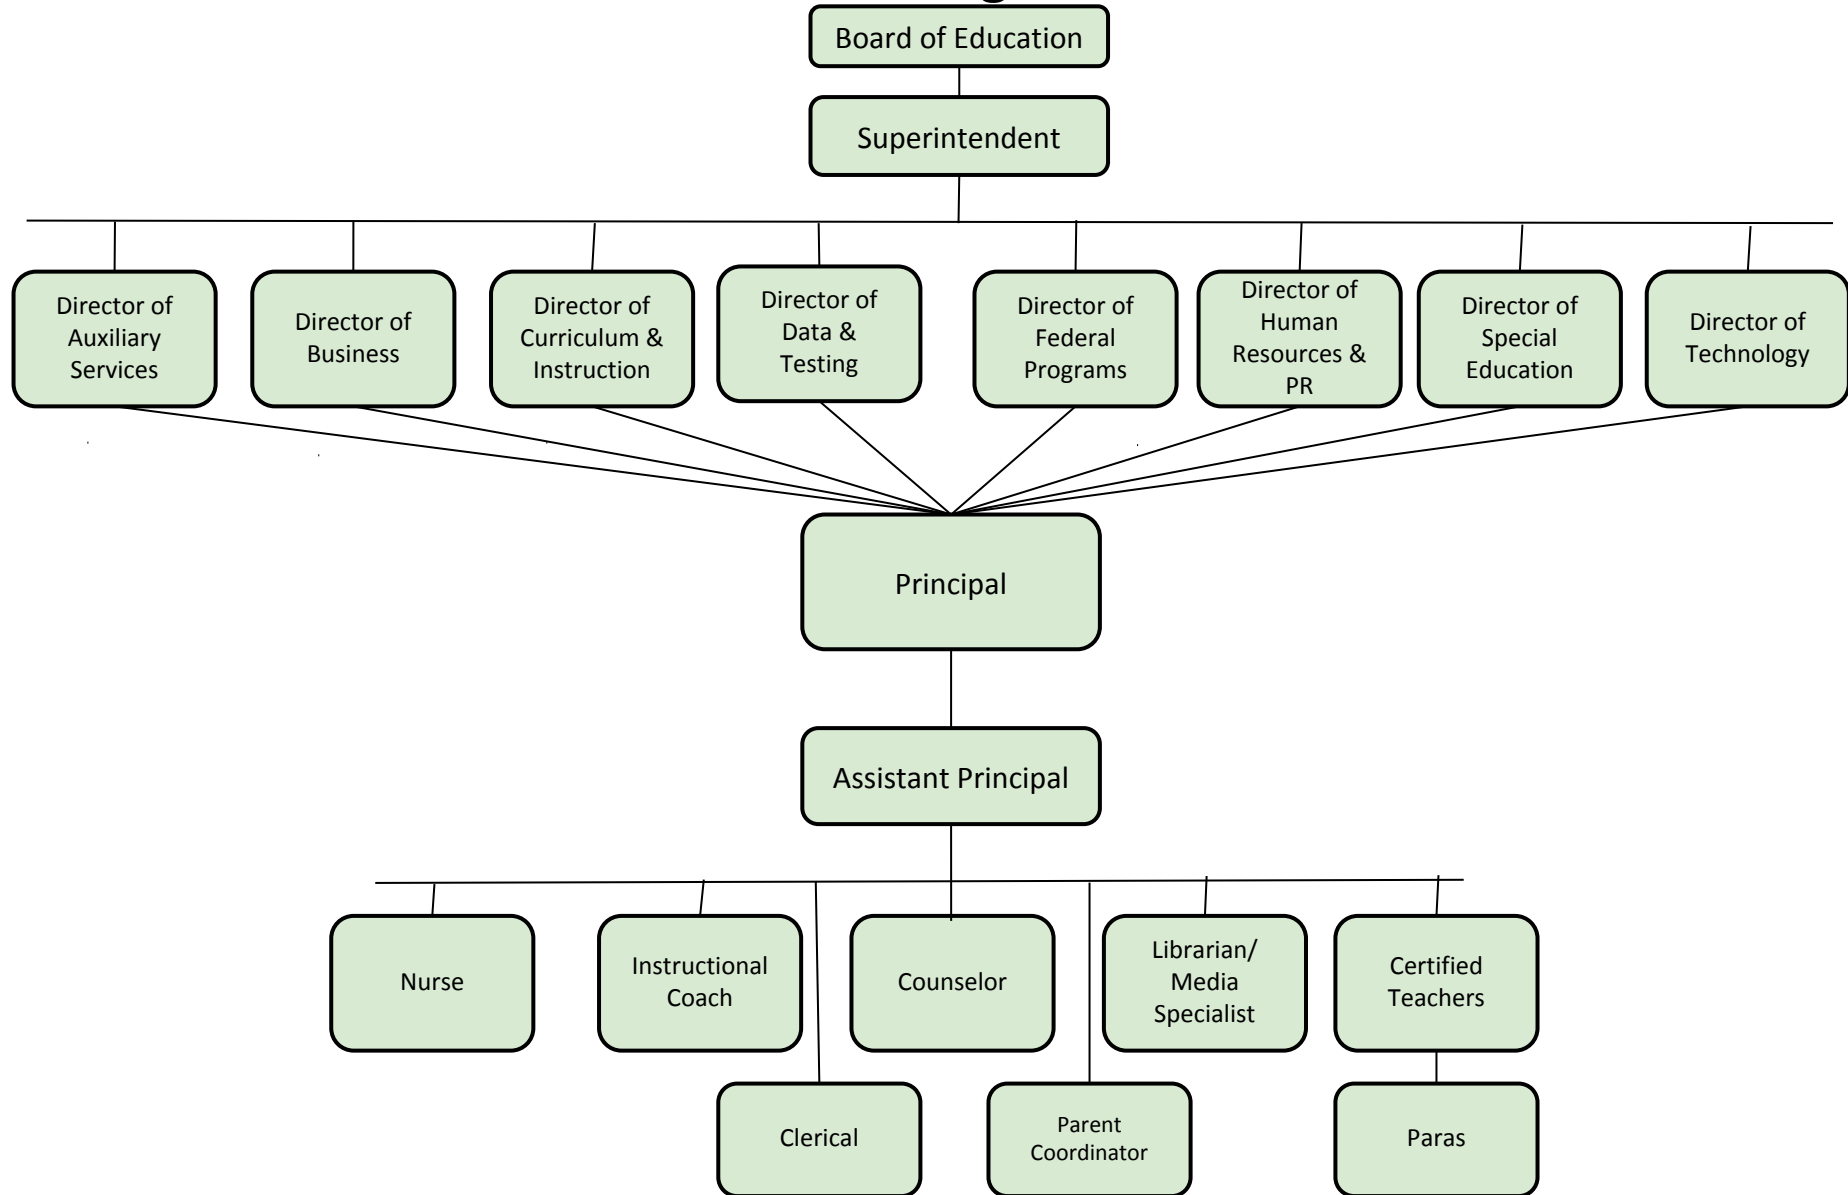 Board of Education
Superintendent
Director of
Auxiliary
Services
Director of
Business
Director of
Curriculum &
Instruction
Director of
Data &
Testing
Director of
Federal
Programs
Director of
Human
Resources &
PR
Director of
Special
Education
Director of
Technology
Principal
Assistant Principal
Nurse
Instructional
Coach
Counselor
Librarian/
Media
Specialist
Certified
Teachers
Clerical
Parent
Coordinator
Paras